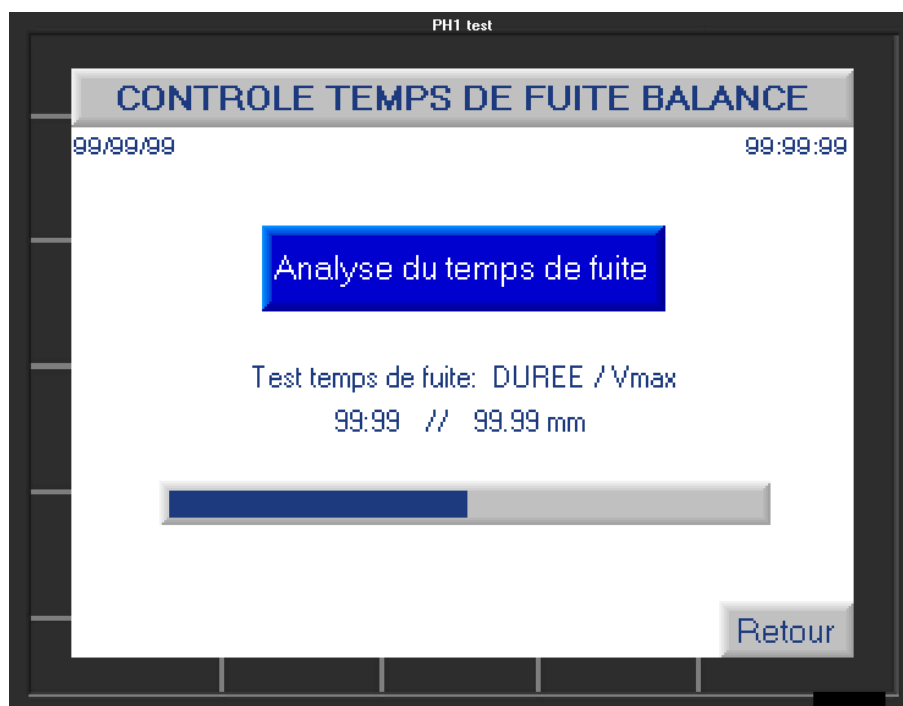 PH1 test
CONTROLE TEMPS DE FUITE BALANCE
99/99/99 99:99:99
Analyse du temps de fuite
Test temps de fuite: DUREE / Vmax
99:99 // 99.99 mm
Retour